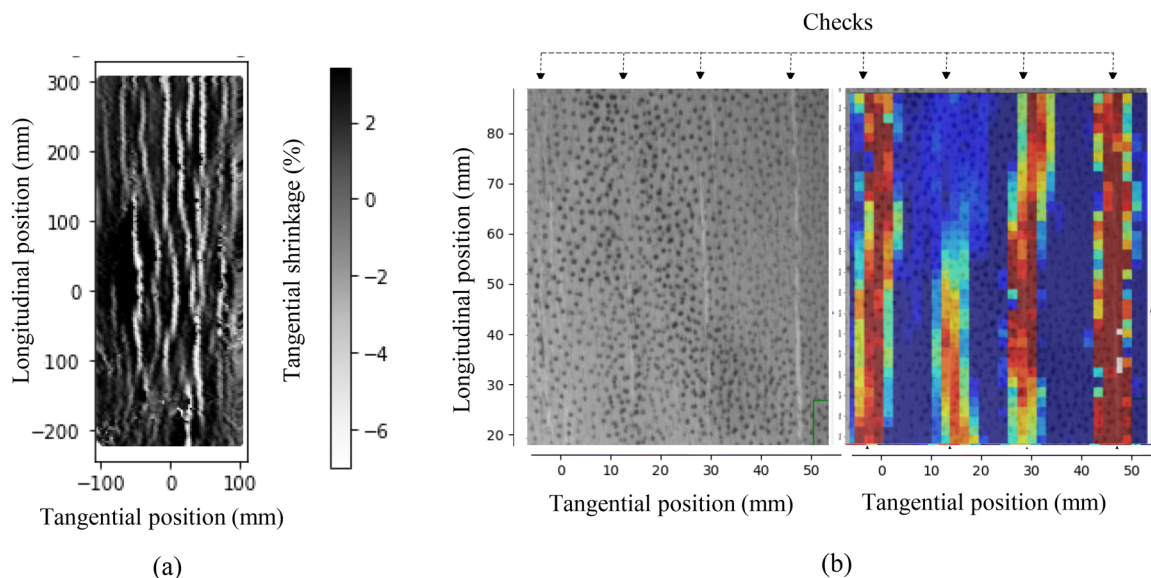 Checks
300
200
100
0
100
−200
−100 0 100
Longitudinal position (mm)
Tangential position (mm)
2
0
−2
−4
−6
Tangential shrinkage (%)
(a)
80
70
60
50
40
30
20
Longitudinal position (mm)
0 10 20 30 40 50
0 10 20 30 40 50
Tangential position (mm) Tangential position (mm)
(b)